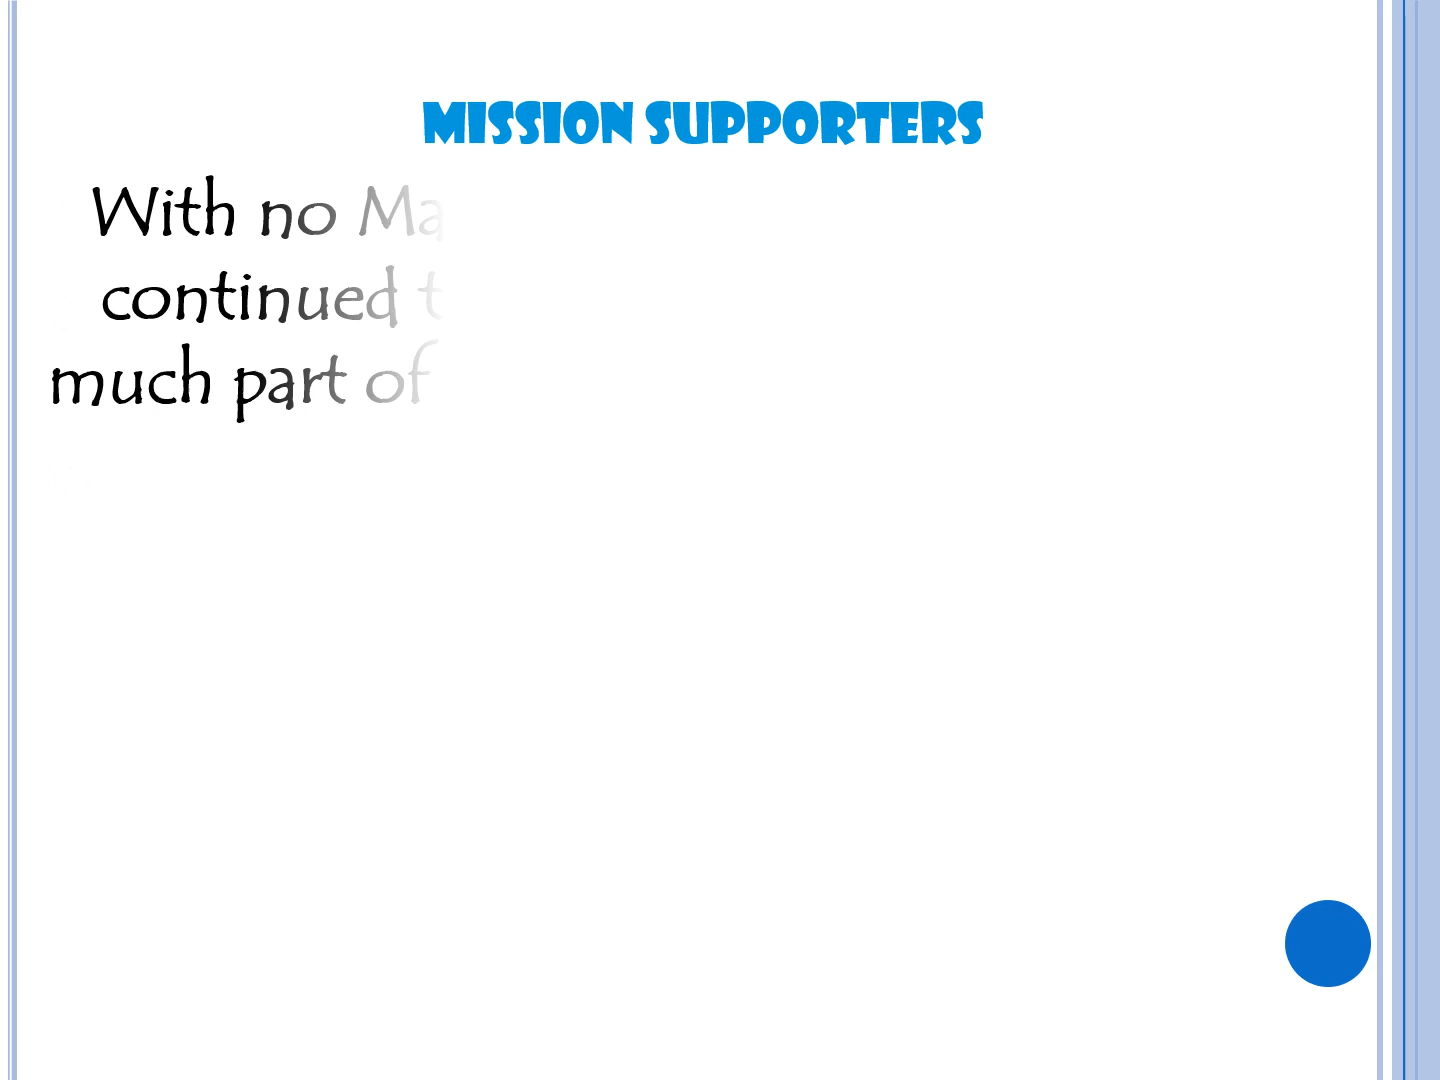 MISSION SUPPORTERS
With no Ma
continued t
much part of